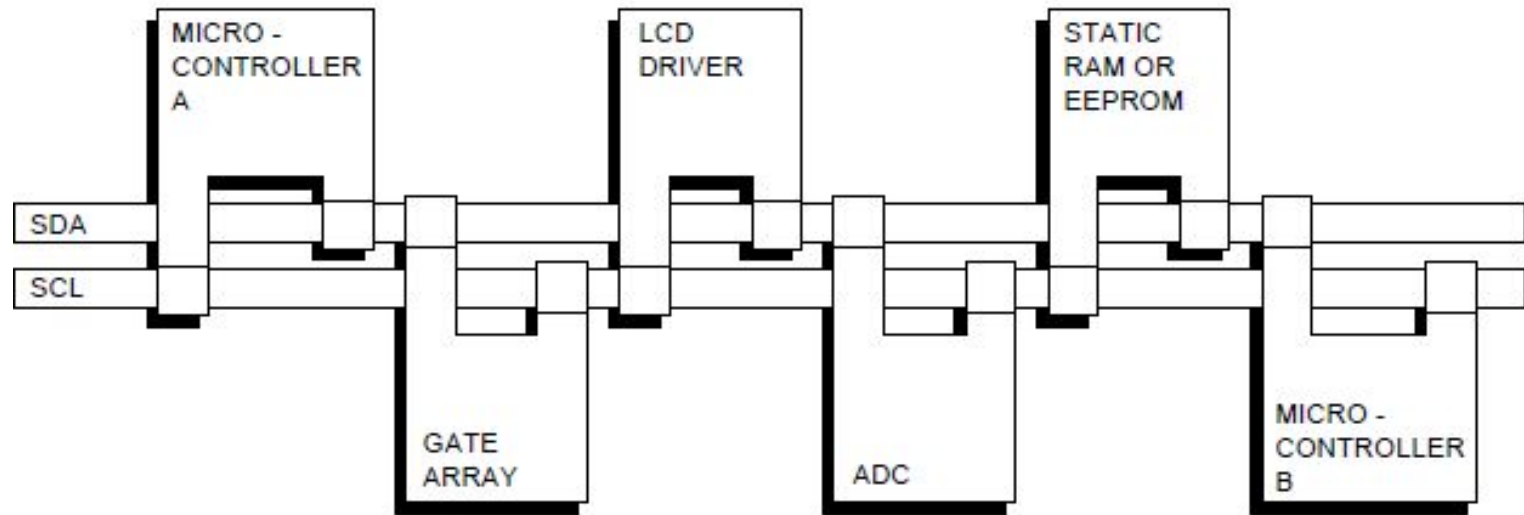 MICRO -
CONTROLLER
A
LCD
DRIVER
STATIC
RAM OR
EEPROM
SDA
SCL
GATE
ARRAY
ADC
MICRO -
CONTROLLER
B